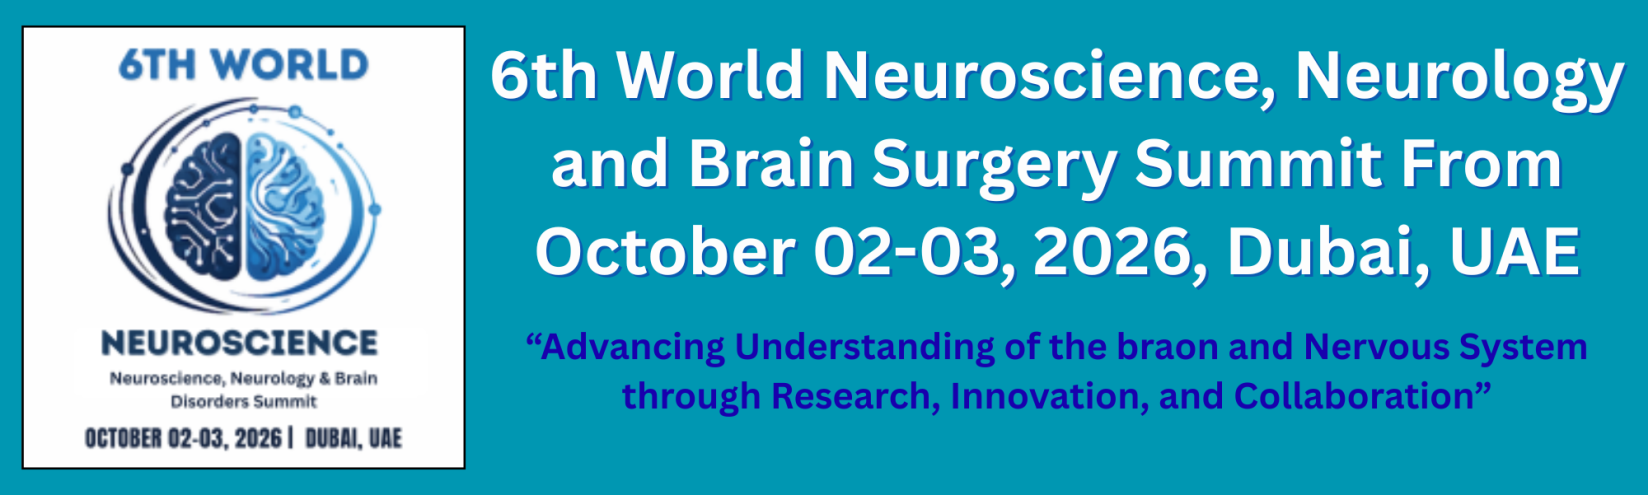 6TH WORLD
NEUROSCIENCE
Neuroscience, Neurology & Brain
Disorders Summit
OCTOBER 02-03, 2026 | DUBAI, UAE
6th World Neuroscience, Neurology
and Brain Surgery Summit From
October 02-03, 2026, Dubai, UAE
“Advancing Understanding of the braon and Nervous System
through Research, Innovation, and Collaboration”